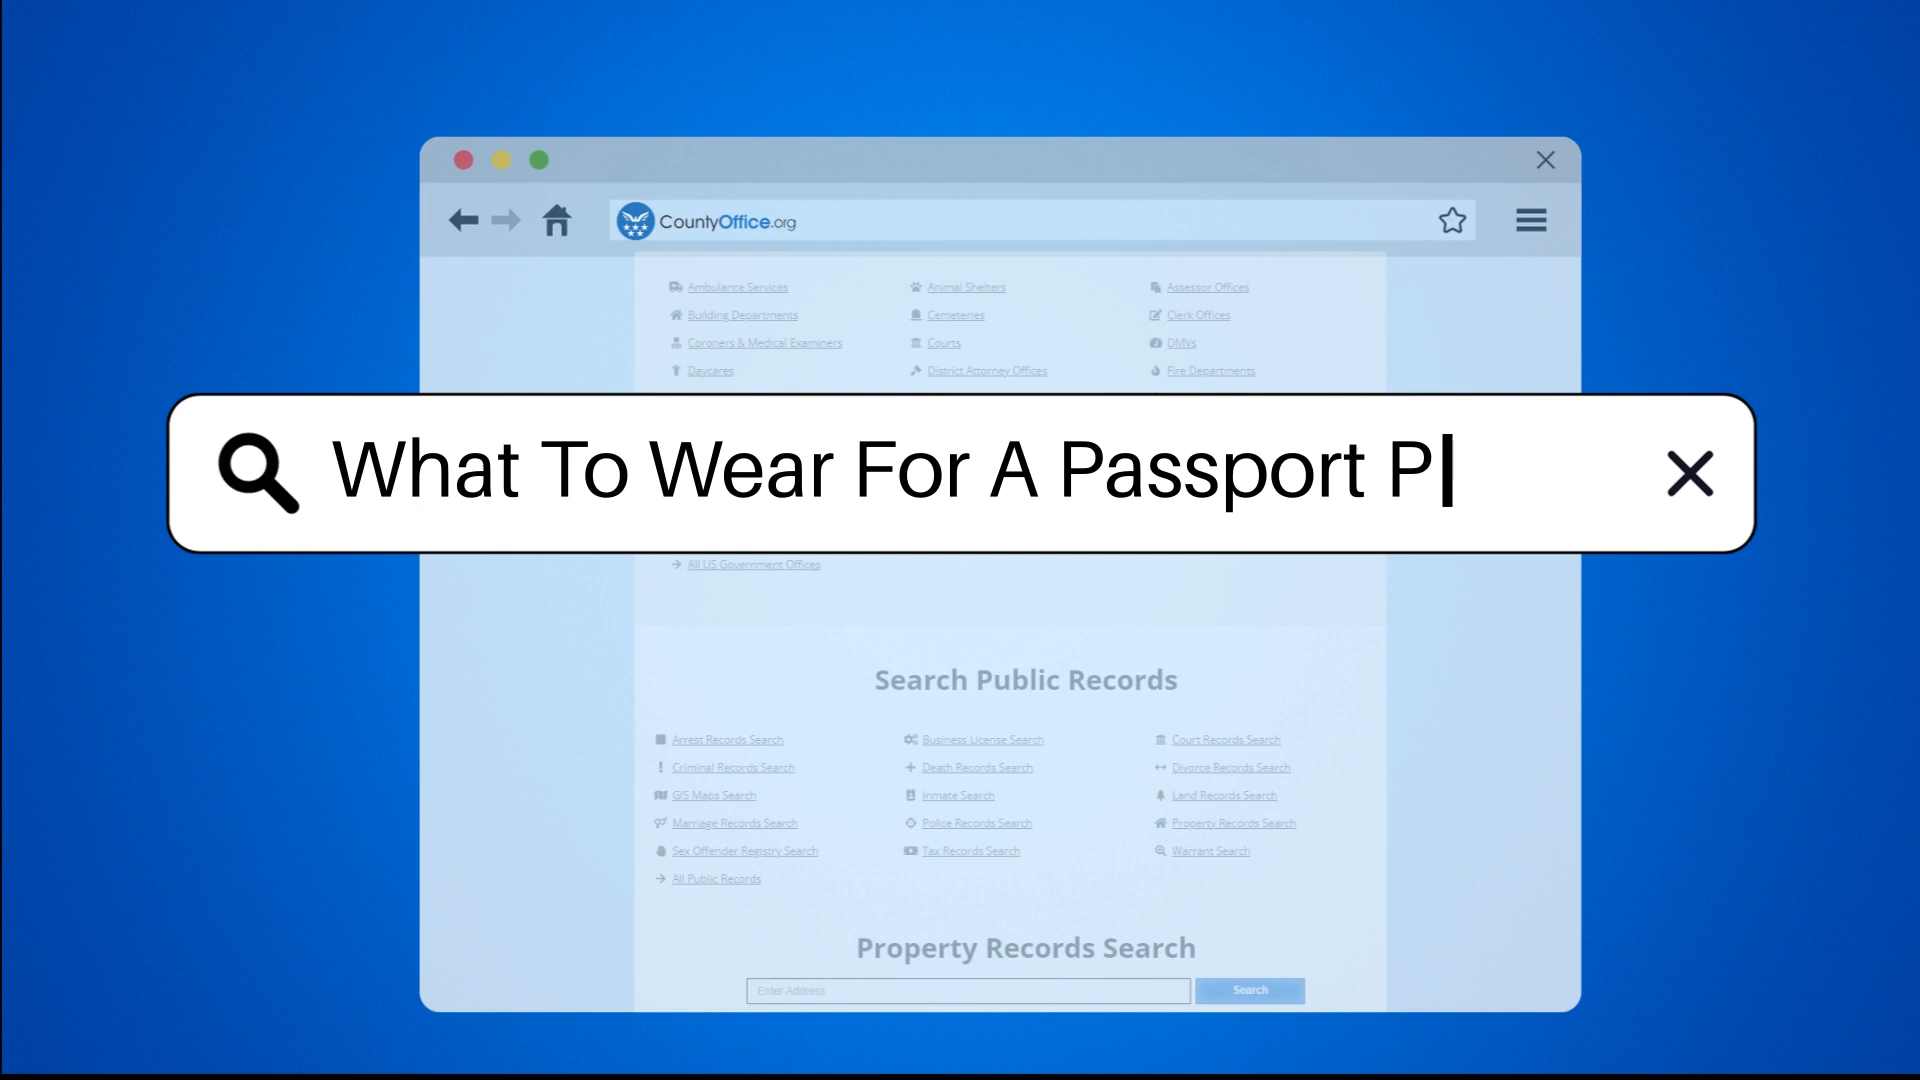 CountyOffice.org
Ambulance Services Animal Shelters Assessor Offices
Building Departments Cemeteries Clerk Offices
Coroners & Medical Examiners Courts DMVs
Daycares District Attorney Offices Fire Departments
What To Wear For A Passport P
All US Government Offices
Search Public Records
Arrest Records Search Business License Search Court Records Search
Criminal Records Search Death Records Search Divorce Records Search
GIS Maps Search Inmate Search Land Records Search
Marriage Records Search Police Records Search Property Records Search
Sex Offender Registry Search Tax Records Search Warrant Search
All Public Records
Property Records Search
Enter Address Search